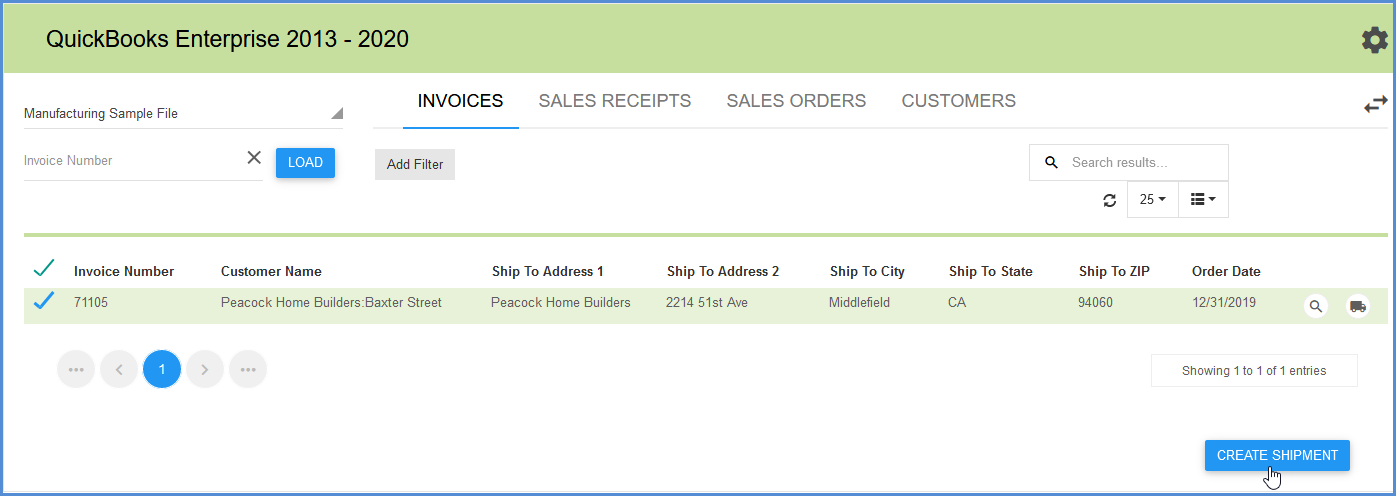 QuickBooks Enterprise 2013 - 2020
Manufacturing Sample File
INVOICES SALES RECEIPTS SALES ORDERS CUSTOMERS
Invoice Number LOAD Add Filter Search results...
25
Invoice Number Customer Name Ship To Address 1 Ship To Address 2 Ship To City Ship To State Ship To ZIP Order Date
71105 Peacock Home Builders:Baxter Street Peacock Home Builders 2214 51st Ave Middlefield CA 94060 12/31/2019
1 Showing 1 to 1 of 1 entries
CREATE SHIPMENT